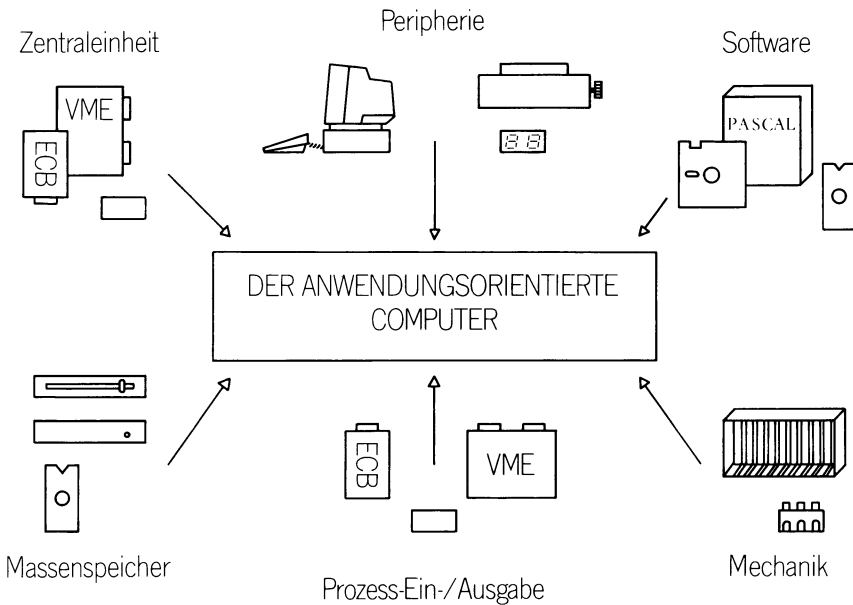 Peripherie
Zentraleinheit
Software
VME
ECB
PASCAL
DER ANWENDUNGSORIENTIERTE
COMPUTER
ECB
VME
Massenspeicher
Prozess-Ein-/Ausgabe
Mechanik